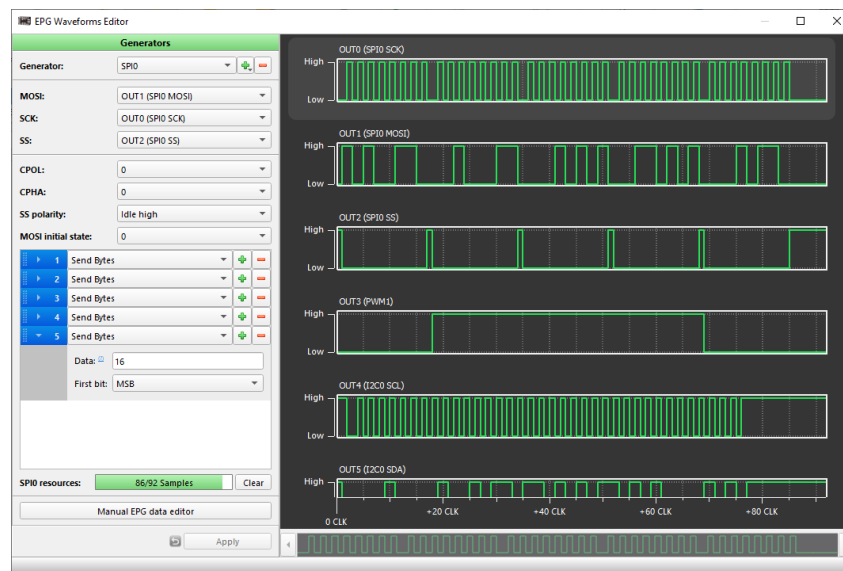 EPG Waveforms Editor
Generators
Generator: SPI0
MOSI: OUT1 (SPI0 MOSI)
SCK: OUT0 (SPI0 SCK)
SS: OUT2 (SPI0 SS)
CPOL: 0
CPHA: 0
SS polarity: Idle high
MOSI initial state: 0
1 Send Bytes
2 Send Bytes
3 Send Bytes
4 Send Bytes
5 Send Bytes
Data: 16
First bit: MSB
SPI0 resources: 86/92 Samples Clear
Manual EPG data editor
Apply
OUT0 (SPI0 SCK)
High
Low
OUT1 (SPI0 MOSI)
High
Low
OUT2 (SPI0 SS)
High
Low
OUT3 (PWM1)
High
Low
OUT4 (I2C0 SCL)
High
Low
OUT5 (I2C0 SDA)
High
+20 CLK +40 CLK +60 CLK +80 CLK
0 CLK